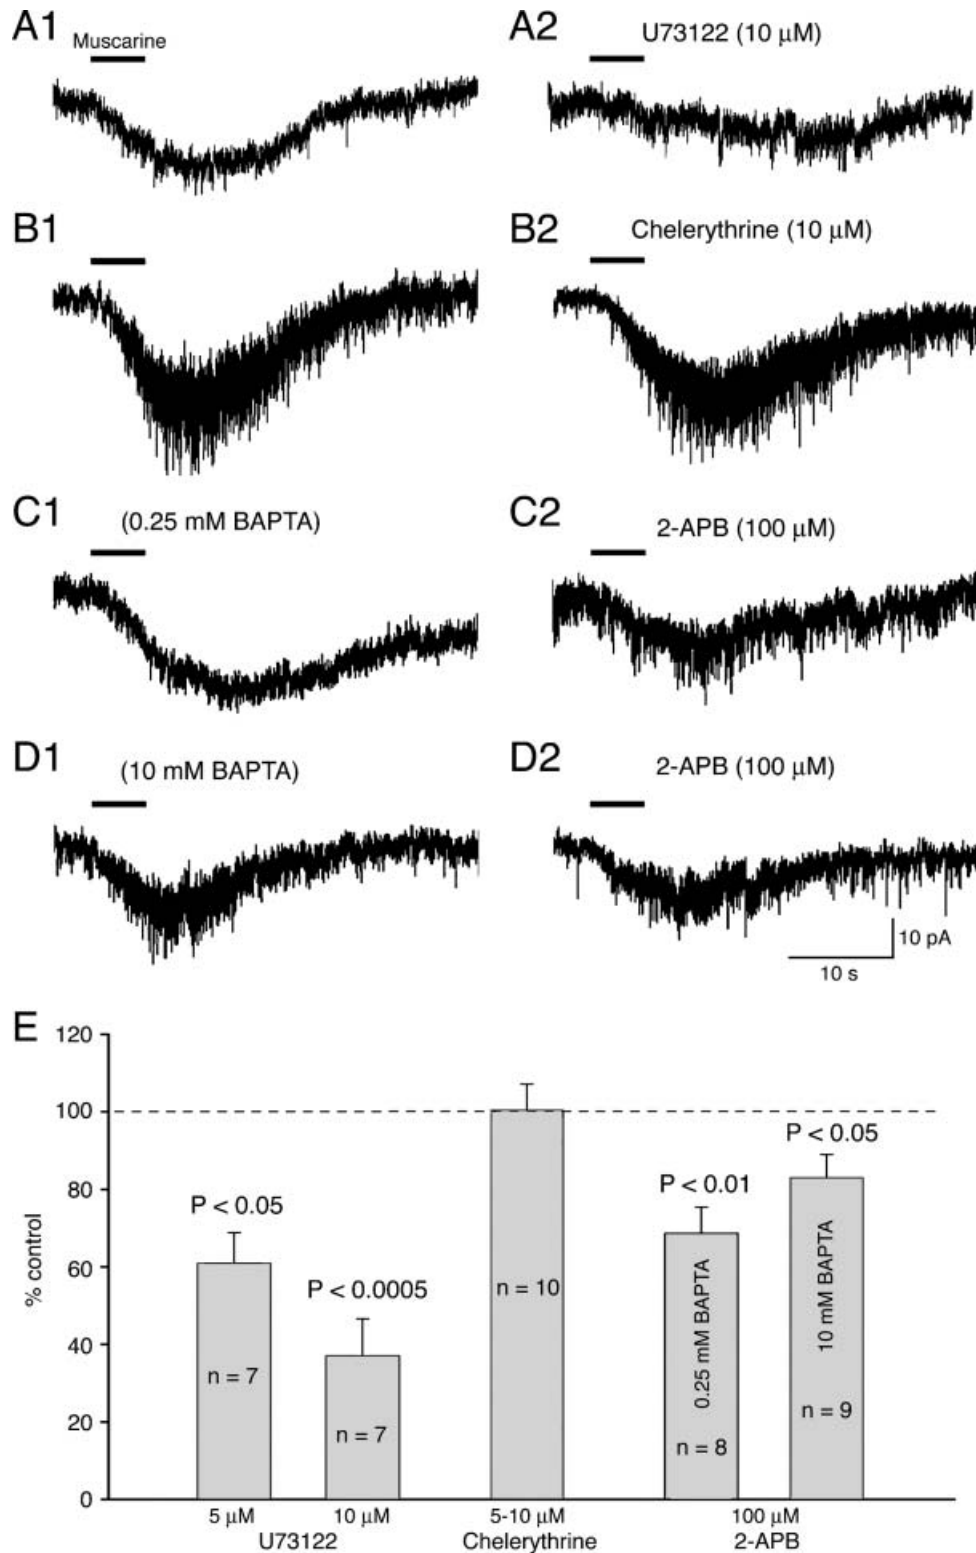 A1
Muscarine
A2
U73122 (10 μM)
B1
B2
Chelerythrine (10 μM)
C1
(0.25 mM BAPTA)
C2
2-APB (100 μM)
D1
(10 mM BAPTA)
D2
2-APB (100 μM)
10 pA
10 s
E
120
100
80
60
40
20
0
% control
P < 0.05
n = 7
P < 0.0005
n = 7
n = 10
P < 0.01
0.25 mM BAPTA
n = 8
P < 0.05
10 mM BAPTA
n = 9
5 μM
10 μM
5-10 μM
100 μM
U73122
Chelerythrine
2-APB